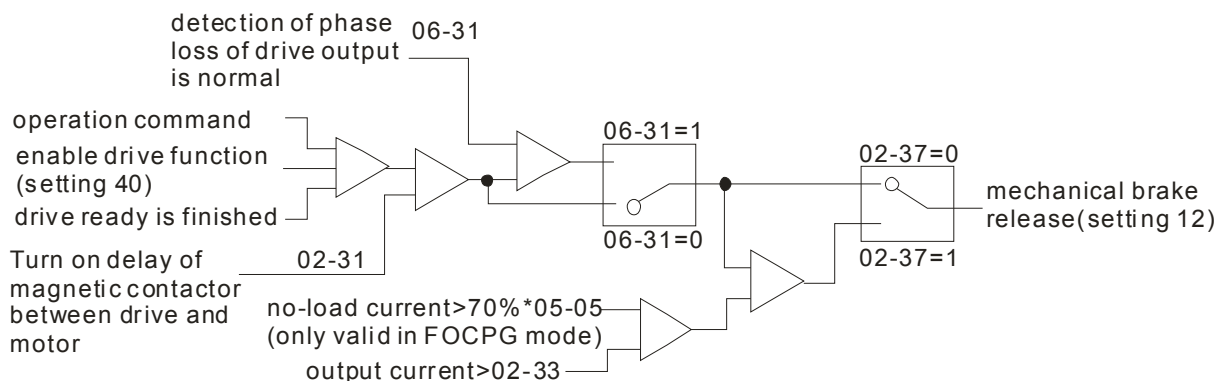 detection of phase
loss of drive output
is normal
06-31
operation command
enable drive function
(setting 40)
drive ready is finished
Turn on delay of
magnetic contactor
between drive and
motor
02-31
06-31=1
06-31=0
no-load current>70%*05-05
(only valid in FOCPG mode)
output current>02-33
02-37=0
02-37=1
mechanical brake
release(setting 12)